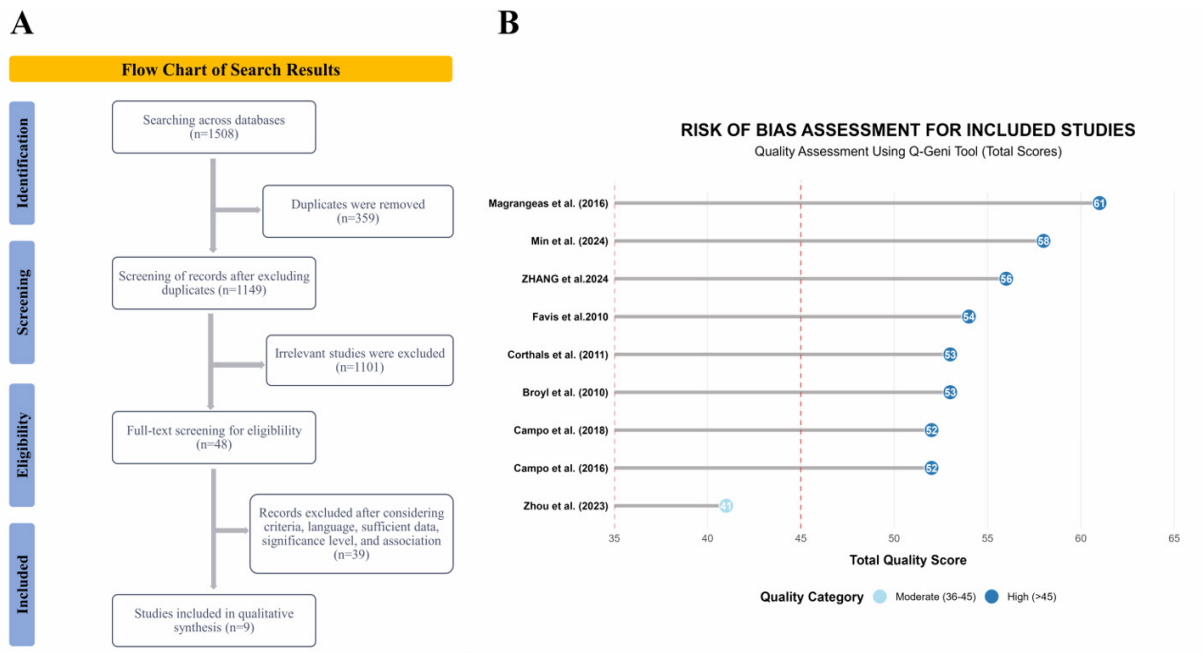 A
Flow Chart of Search Results
Identification
Searching across databases
(n=1508)
Duplicates were removed
(n=359)
Screening
Screening of records after excluding
duplicates (n=1149)
Irrelevant studies were excluded
(n=1101)
Eligibility
Full-text screening for eligiblility
(n=48)
Records excluded after considering
criteria, language, sufficient data,
significance level, and association
(n=39)
Included
Studies included in qualitative
synthesis (n=9)
B
RISK OF BIAS ASSESSMENT FOR INCLUDED STUDIES
Quality Assessment Using Q-Geni Tool (Total Scores)
Magrangeas et al. (2016) 61
Min et al. (2024) 58
ZHANG et al.2024 56
Favis et al.2010 54
Corthals et al. (2011) 53
Broyl et al. (2010) 53
Campo et al. (2018) 52
Campo et al. (2016) 52
Zhou et al. (2023) 41
35 40 45 50 55 60 65
Total Quality Score
Quality Category Moderate (36-45) High (>45)